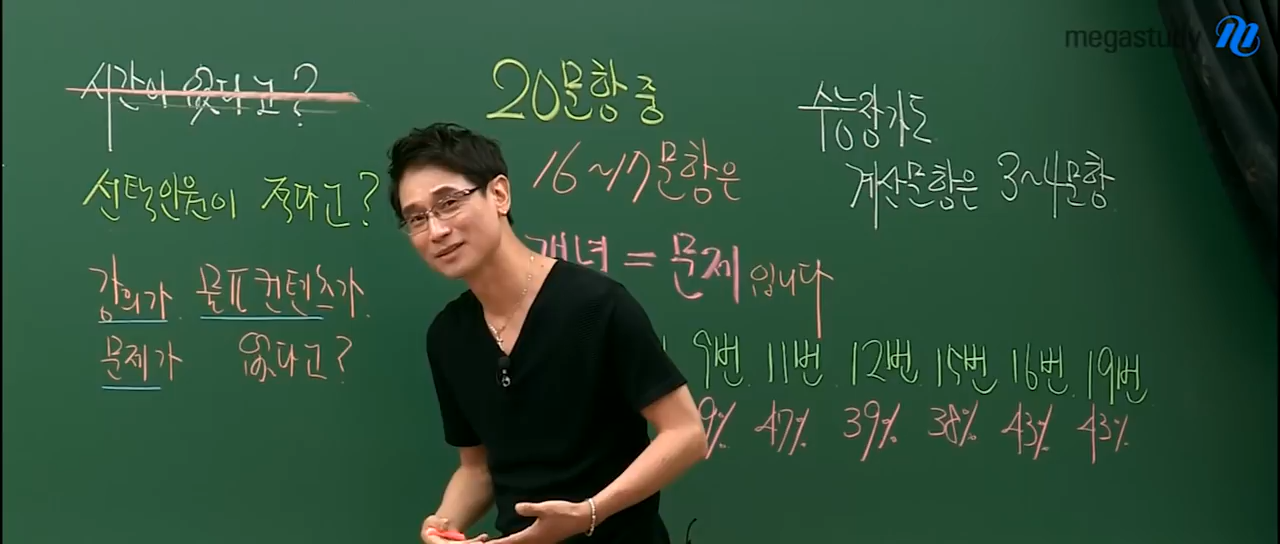 megastudy
시간이 없다고?
선택인원이 적다고?
강의가 문포컨텐츠가
문제가 없다고?
20문항 중
16~17문항은
개념 = 문제 입니다
수능장가도
계산문항은 3~4문항
9번 11번 12번 15번 16번 19번
9% 47% 39% 38% 43% 43%